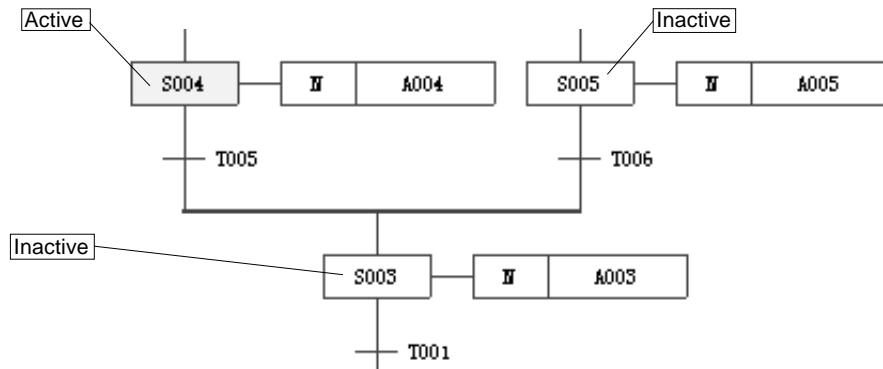 Active
Inactive
S004 N A004
S005 N A005
T005
T006
Inactive
S003 N A003
T001